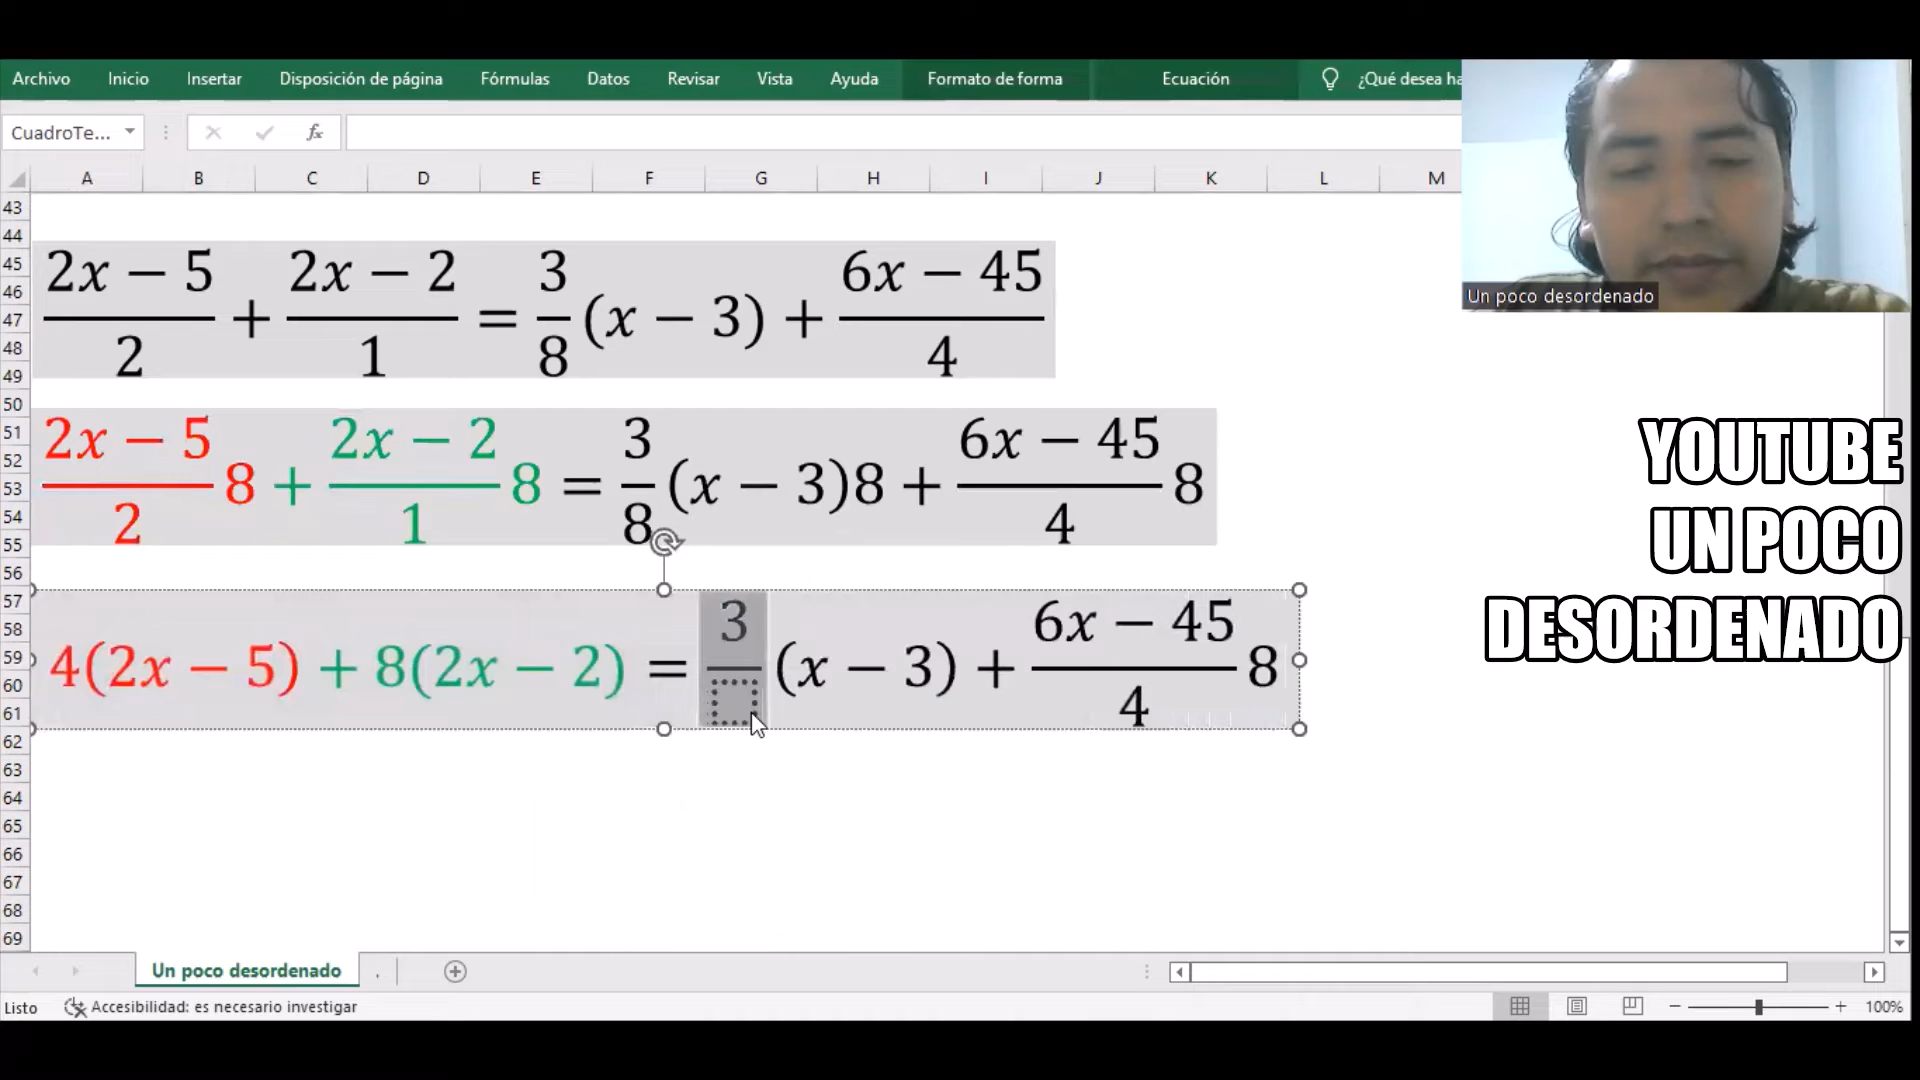 Archivo Inicio Insertar Disposición de página Fórmulas Datos Revisar Vista Ayuda Formato de forma Ecuación ¿Qué desea ha
CuadroTe... fx
A B C D E F G H I J K L M
Un poco desordenado
43
44
45
46
47
48
49
50
51
52
53
54
55
56
57
58
59
60
61
62
63
64
65
66
67
68
69
2x − 5 2x − 2 3 6x − 45
+ = (x − 3) +
2 1 8 4
2x − 5 2x − 2 3 6x − 45
8 + 8 = (x − 3)8 + 8
2 1 8 4
3 6x − 45
4(2x − 5) + 8(2x − 2) = (x − 3) + 8
4
YOUTUBE
UN POCO
DESORDENADO
Un poco desordenado .
Listo Accesibilidad: es necesario investigar 100%